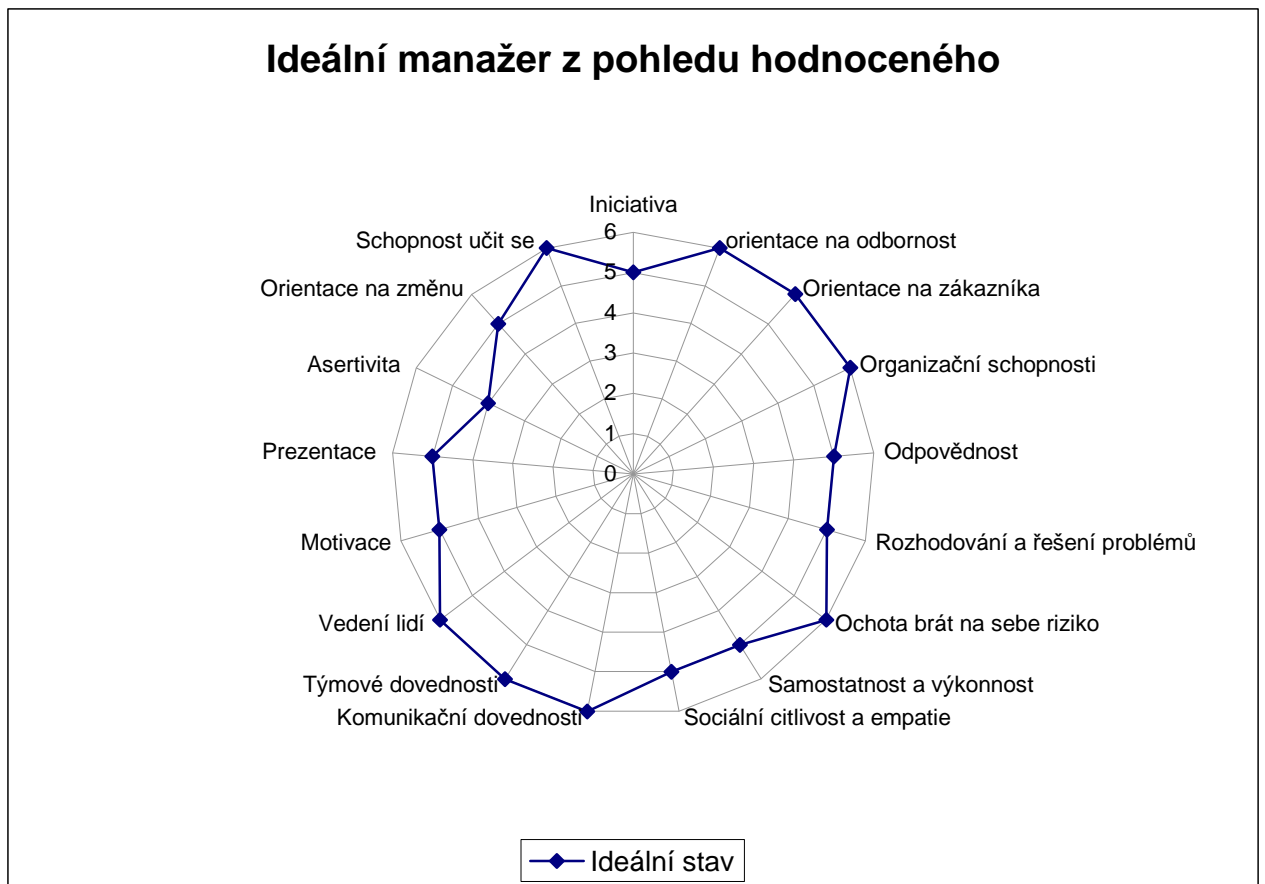 Ideální manažer z pohledu hodnoceného
Iniciativa
orientace na odbornost
Orientace na zákazníka
Organizační schopnosti
Odpovědnost
Rozhodování a řešení problémů
Ochota brát na sebe riziko
Samostatnost a výkonnost
Sociální citlivost a empatie
Komunikační dovednosti
Týmové dovednosti
Vedení lidí
Motivace
Prezentace
Asertivita
Orientace na změnu
Schopnost učit se
6
5
4
3
2
1
0
Ideální stav